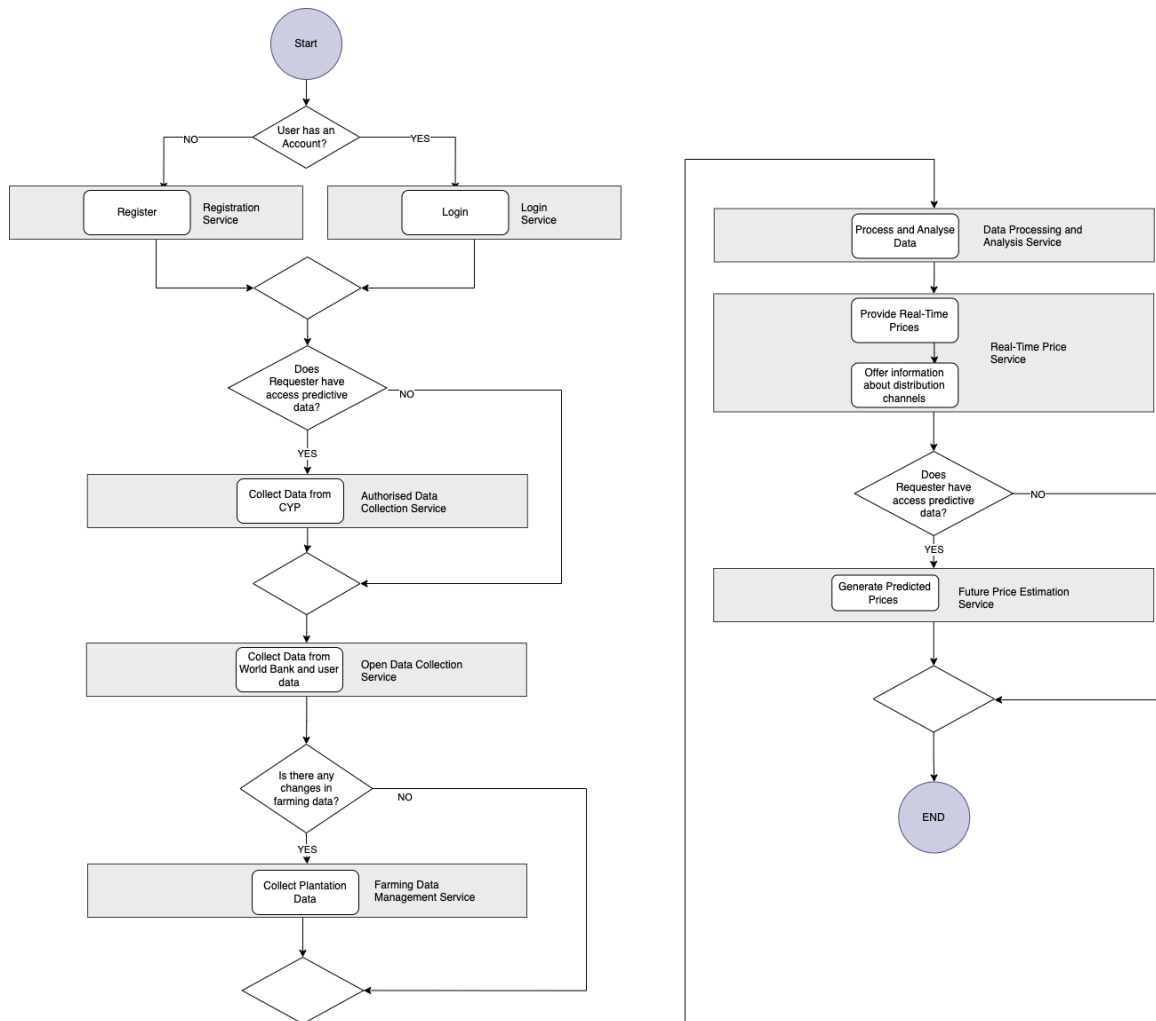 Start
User has an
Account?
NO
YES
Register
Registration
Service
Login
Login
Service
Does
Requester have
access predictive
data?
NO
YES
Collect Data from
CYP
Authorised Data
Collection Service
Collect Data from
World Bank and user
data
Open Data Collection
Service
Is there any
changes in
farming data?
NO
YES
Collect Plantation
Data
Farming Data
Management Service
Process and Analyse
Data
Data Processing and
Analysis Service
Provide Real-Time
Prices
Real-Time Price
Service
Offer information
about distribution
channels
Does
Requester have
access predictive
data?
NO
YES
Generate Predicted
Prices
Future Price Estimation
Service
END